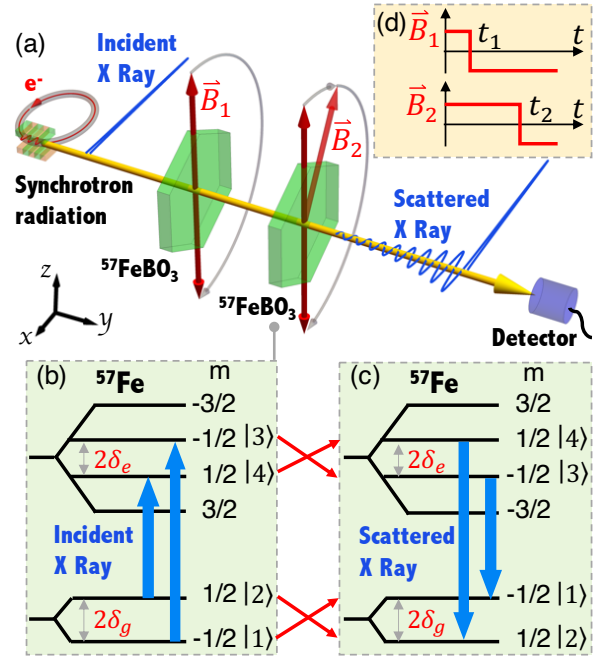 (a)
Incident
X Ray
e-
B⃗₁
B⃗₂
Synchrotron
radiation
⁵⁷FeBO₃
⁵⁷FeBO₃
Scattered
X Ray
Detector
z
x
y
(d)
B⃗₁
t₁
t
B⃗₂
t₂
t
(b)
⁵⁷Fe
m
-3/2
-1/2 |3⟩
2δₑ
1/2 |4⟩
3/2
Incident
X Ray
1/2 |2⟩
2δg
-1/2 |1⟩
(c)
⁵⁷Fe
m
3/2
1/2 |4⟩
2δₑ
-1/2 |3⟩
-3/2
Scattered
X Ray
-1/2 |1⟩
2δg
1/2 |2⟩